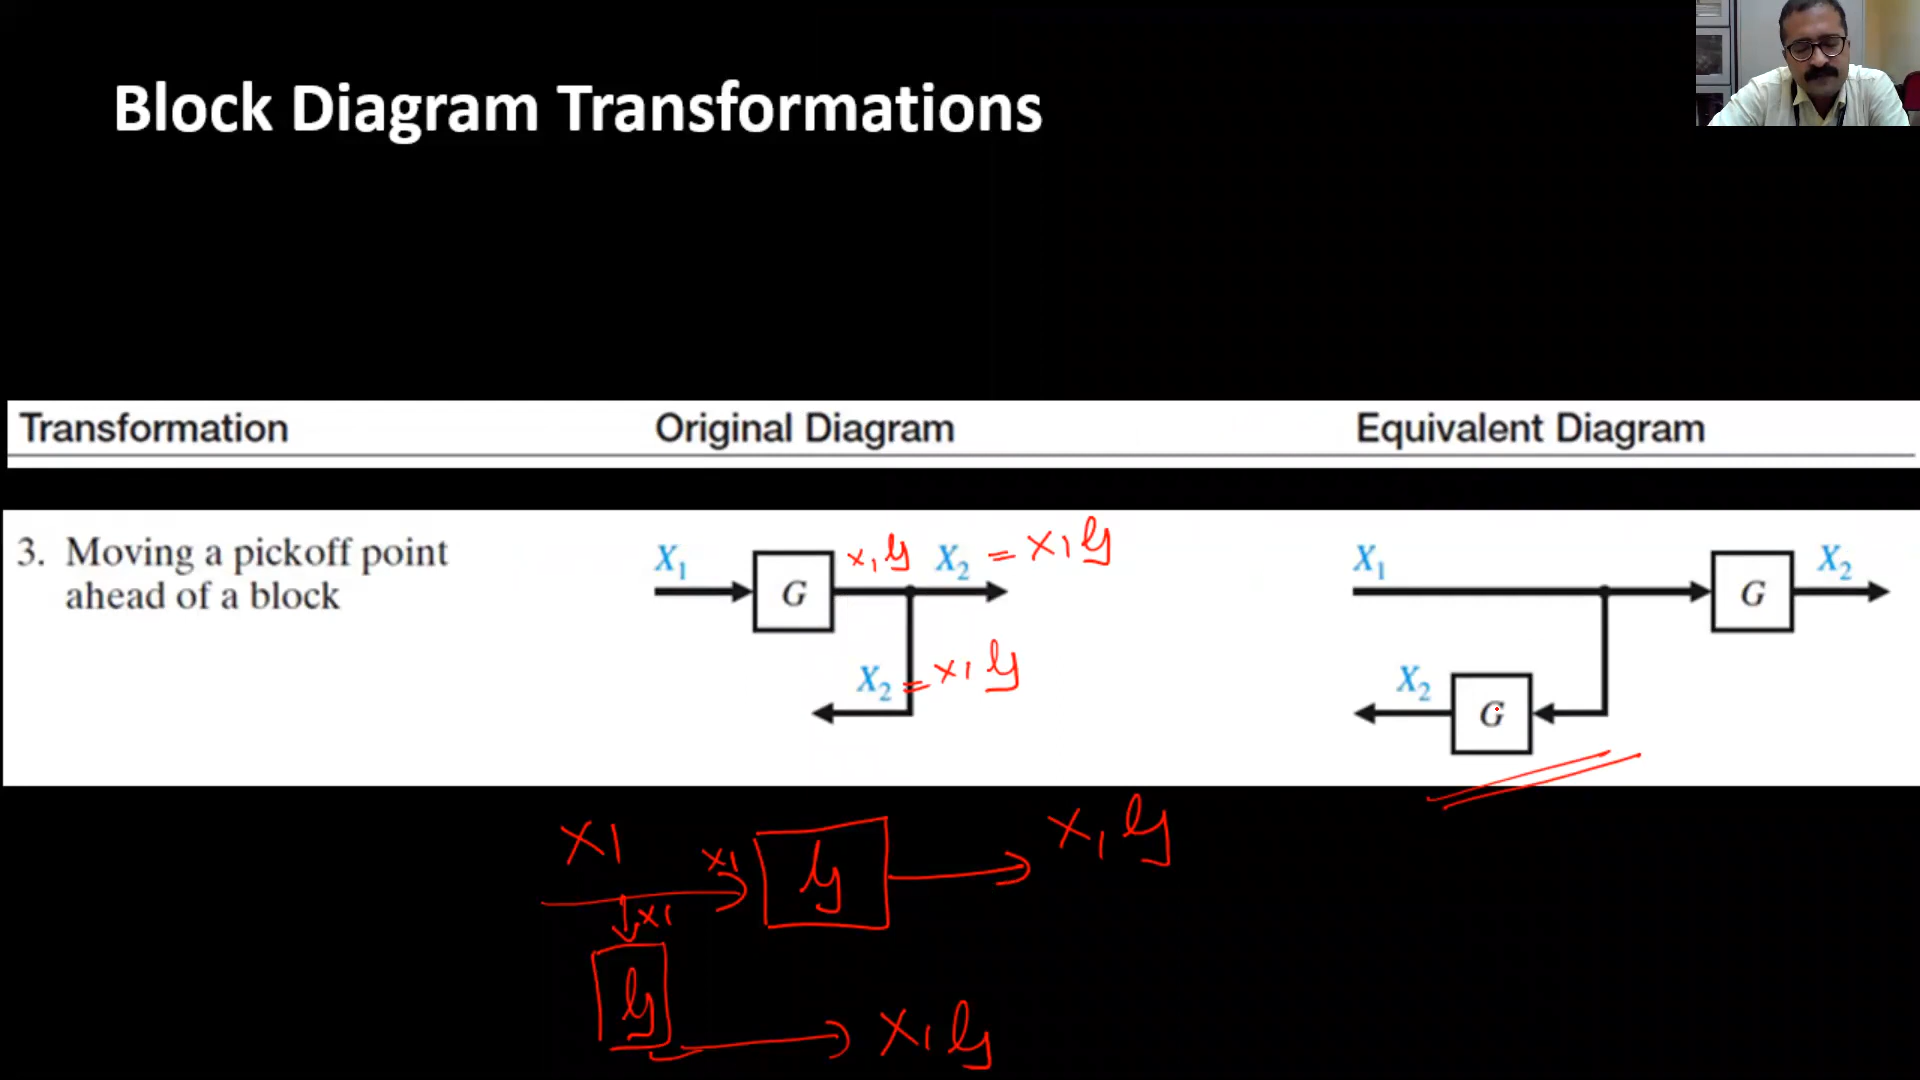 Block Diagram Transformations
Transformation Original Diagram Equivalent Diagram
3. Moving a pickoff point
ahead of a block
X₁ G X₁G X₂ = X₁G
X₂ = X₁G
X₁ G X₂
X₂ G
X1 X1 G X₁G
X1
G X₁G